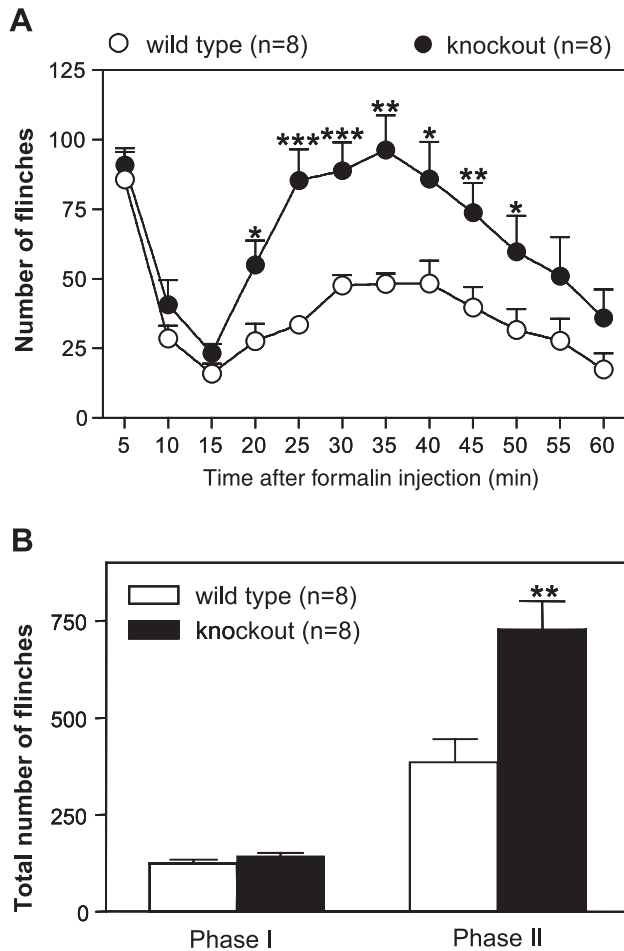 A
wild type (n=8) knockout (n=8)
Number of flinches
125
100
75
50
25
0
* *** *** ** * ** *
5 10 15 20 25 30 35 40 45 50 55 60
Time after formalin injection (min)
B
wild type (n=8)
knockout (n=8)
Total number of flinches
750
500
250
0
**
Phase I Phase II